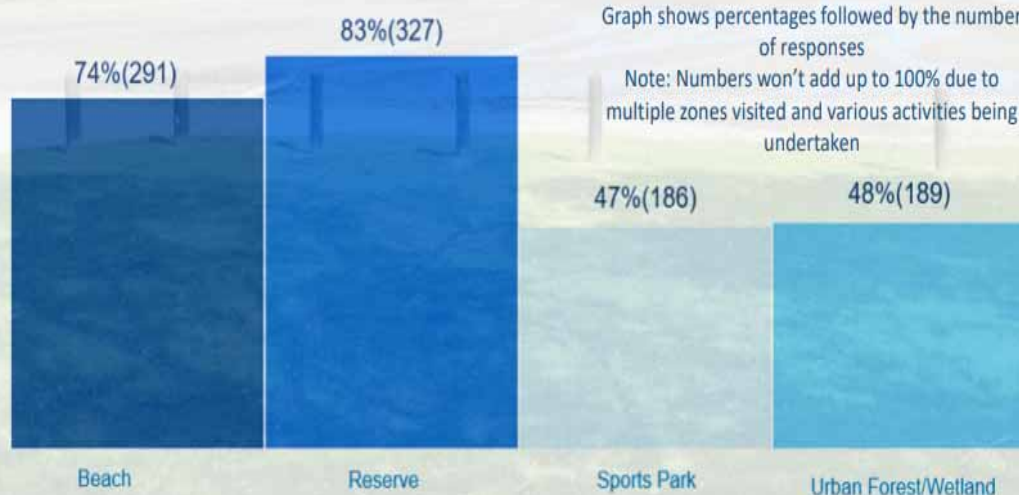 Graph shows percentages followed by the number
of responses
Note: Numbers won't add up to 100% due to
multiple zones visited and various activities being
undertaken
83%(327)
74%(291)
47%(186)
48%(189)
Beach
Reserve
Sports Park
Urban Forest/Wetland